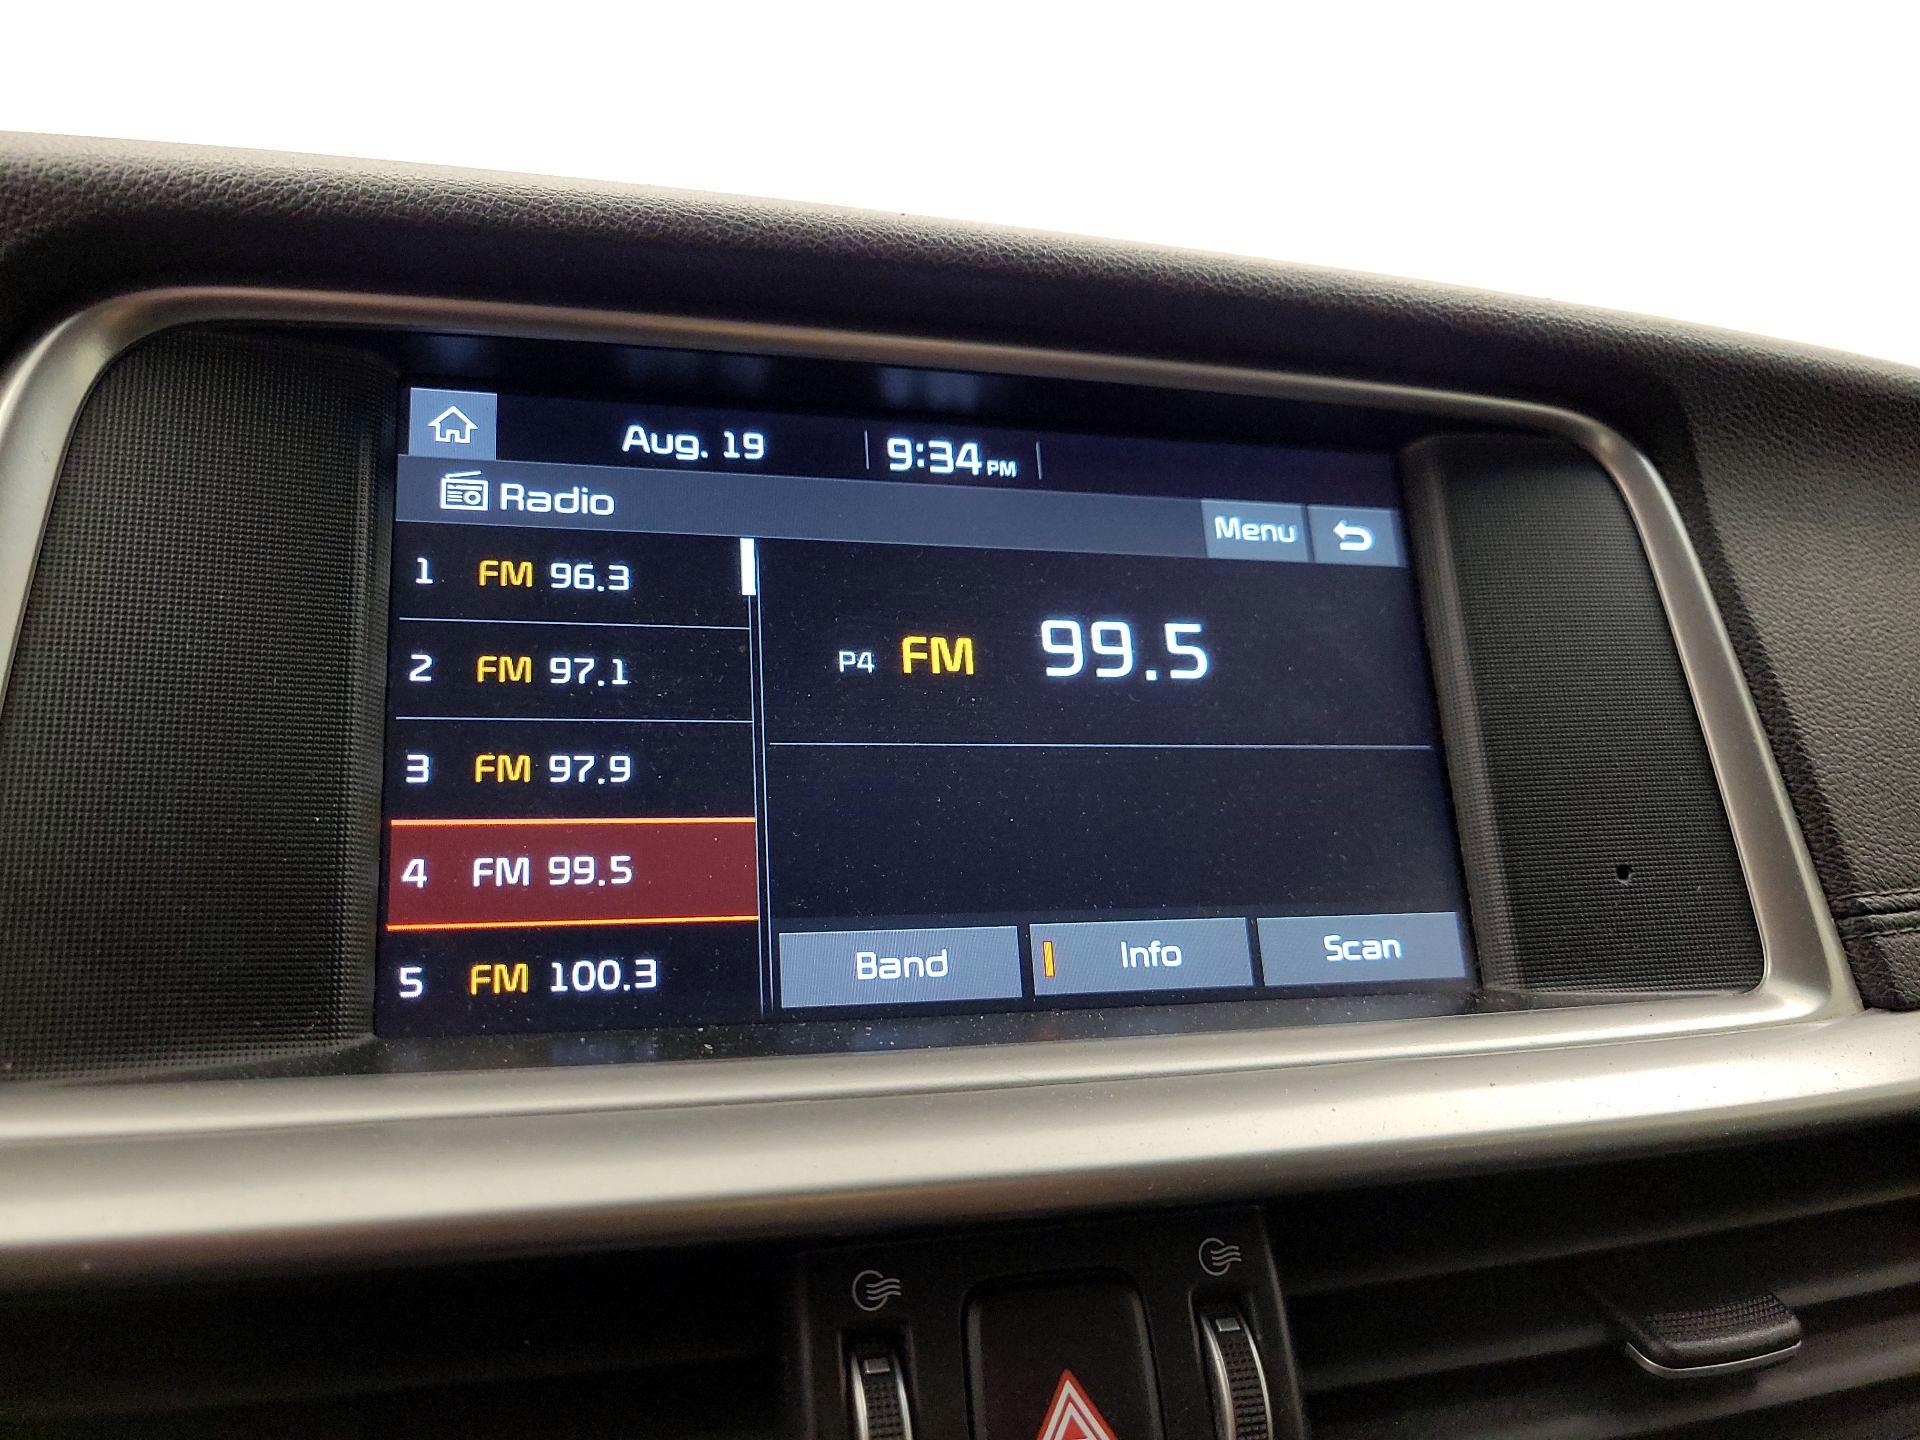 Aug. 19 9:34 PM
Radio
Menu
1 FM 96.3
2 FM 97.1
3 FM 97.9
4 FM 99.5
5 FM 100.3
P4 FM 99.5
Band Info Scan